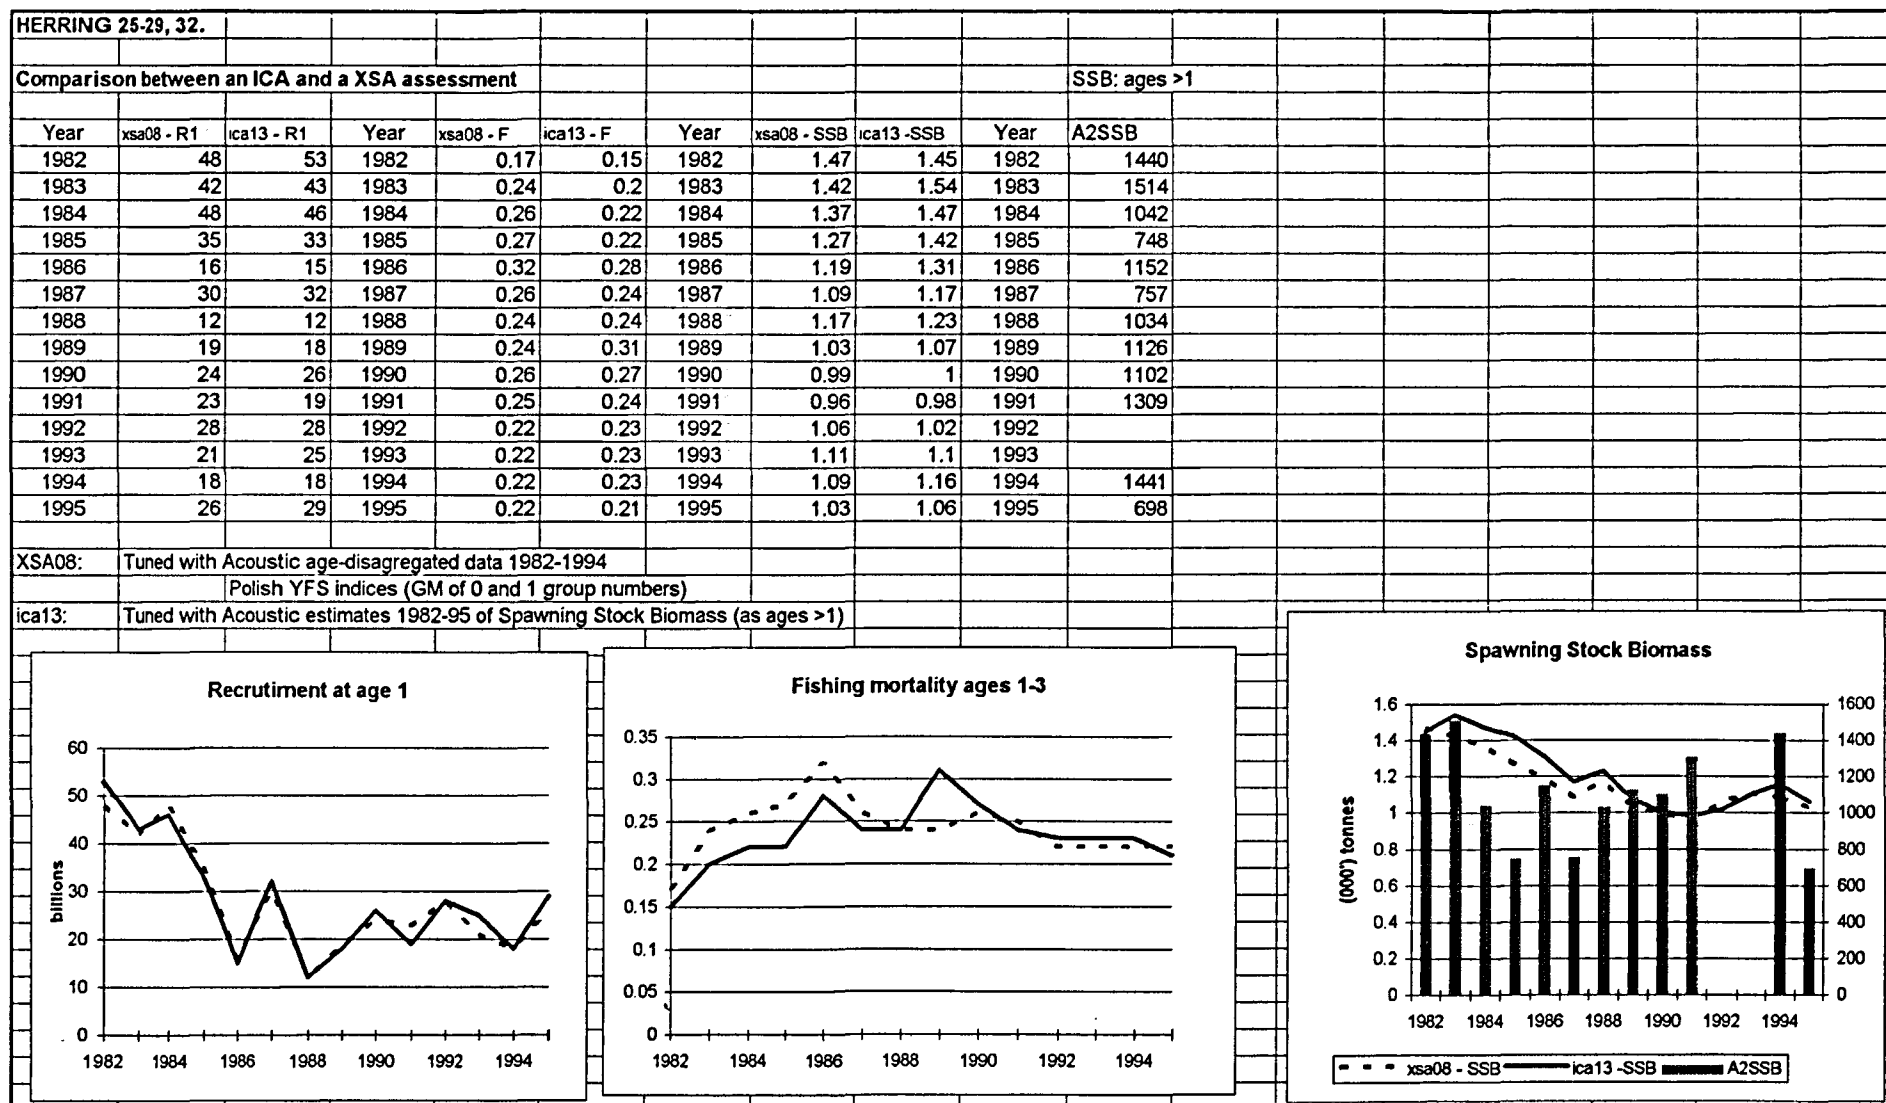 HERRING 25-29, 32.
Comparison between an ICA and a XSA assessment SSB: ages >1
Year xsa08 - R1 ica13 - R1 Year xsa08 - F ica13 - F Year xsa08 - SSB ica13 -SSB Year A2SSB
1982 48 53 1982 0.17 0.15 1982 1.47 1.45 1982 1440
1983 42 43 1983 0.24 0.2 1983 1.42 1.54 1983 1514
1984 48 46 1984 0.26 0.22 1984 1.37 1.47 1984 1042
1985 35 33 1985 0.27 0.22 1985 1.27 1.42 1985 748
1986 16 15 1986 0.32 0.28 1986 1.19 1.31 1986 1152
1987 30 32 1987 0.26 0.24 1987 1.09 1.17 1987 757
1988 12 12 1988 0.24 0.24 1988 1.17 1.23 1988 1034
1989 19 18 1989 0.24 0.31 1989 1.03 1.07 1989 1126
1990 24 26 1990 0.26 0.27 1990 0.99 1 1990 1102
1991 23 19 1991 0.25 0.24 1991 0.96 0.98 1991 1309
1992 28 28 1992 0.22 0.23 1992 1.06 1.02 1992
1993 21 25 1993 0.22 0.23 1993 1.11 1.1 1993
1994 18 18 1994 0.22 0.23 1994 1.09 1.16 1994 1441
1995 26 29 1995 0.22 0.21 1995 1.03 1.06 1995 698
XSA08: Tuned with Acoustic age-disagregated data 1982-1994
Polish YFS indices (GM of 0 and 1 group numbers)
ica13: Tuned with Acoustic estimates 1982-95 of Spawning Stock Biomass (as ages >1)
Recrutiment at age 1
60
50
40
30
20
10
0
billions
1982 1984 1986 1988 1990 1992 1994
Fishing mortality ages 1-3
0.35
0.3
0.25
0.2
0.15
0.1
0.05
0
1982 1984 1986 1988 1990 1992 1994
Spawning Stock Biomass
1.6 1600
1.4 1400
1.2 1200
1 1000
0.8 800
0.6 600
0.4 400
0.2 200
0 0
(000') tonnes
1982 1984 1986 1988 1990 1992 1994
xsa08 - SSB ica13 -SSB A2SSB